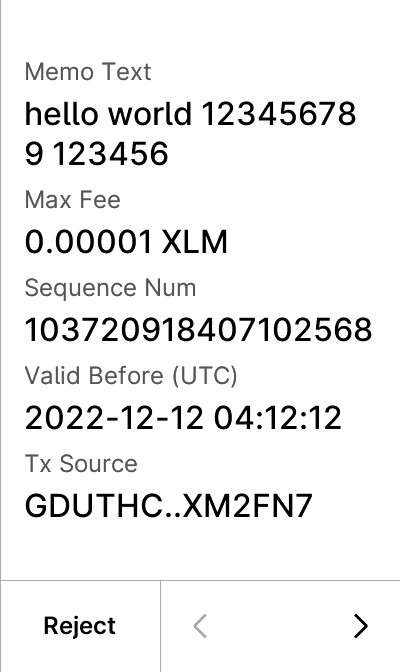 Memo Text
hello world 12345678
9 123456
Max Fee
0.00001 XLM
Sequence Num
103720918407102568
Valid Before (UTC)
2022-12-12 04:12:12
Tx Source
GDUTHC..XM2FN7
Reject